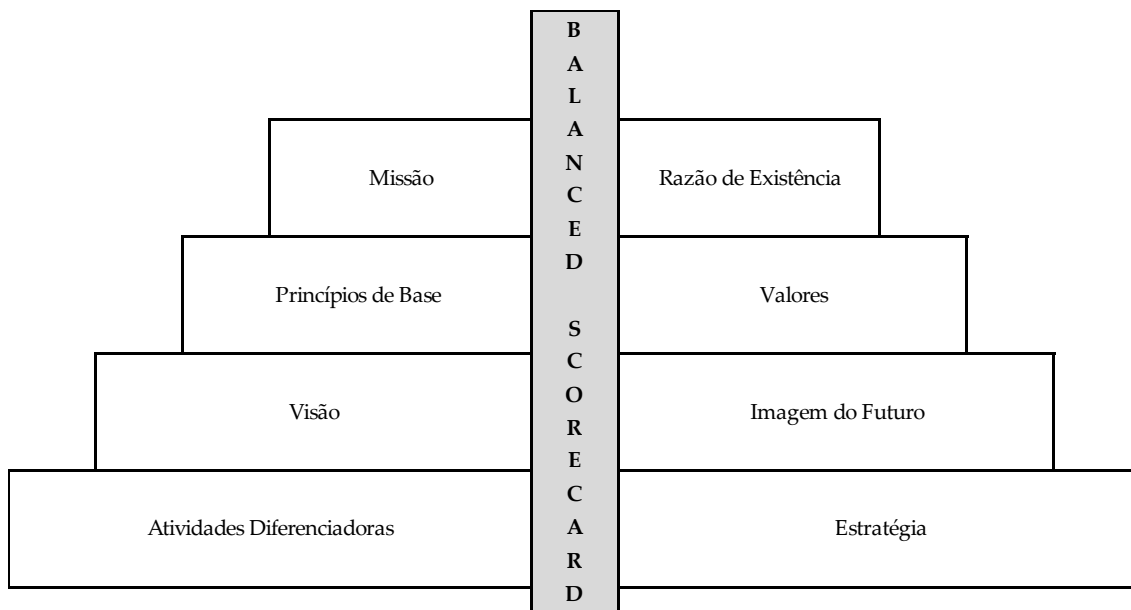 BALANCED SCORECARD
Missão
Razão de Existência
Princípios de Base
Valores
Visão
Imagem do Futuro
Atividades Diferenciadoras
Estratégia